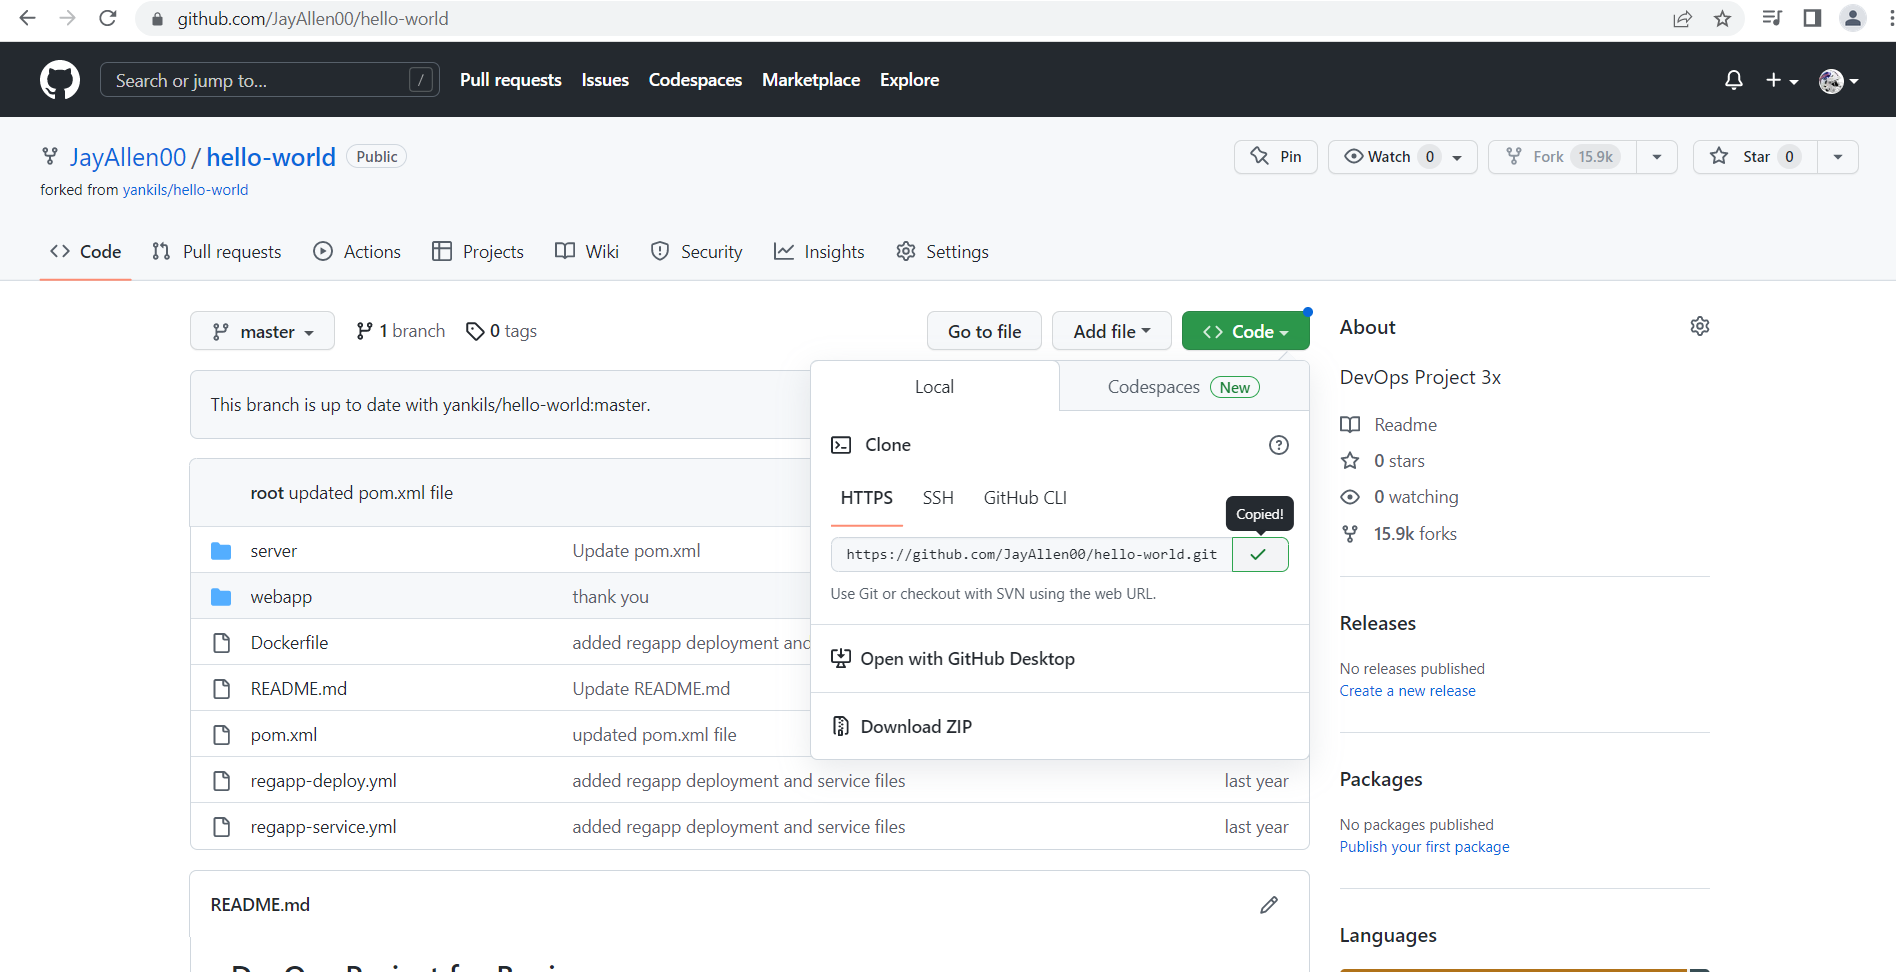 github.com/JayAllen00/hello-world
Search or jump to... /
Pull requests Issues Codespaces Marketplace Explore
JayAllen00 / hello-world Public
Pin Watch 0 Fork 15.9k Star 0
forked from yankils/hello-world
Code Pull requests Actions Projects Wiki Security Insights Settings
master 1 branch 0 tags Go to file Add file Code
About
DevOps Project 3x
Readme
0 stars
0 watching
15.9k forks
Local Codespaces New
Clone
HTTPS SSH GitHub CLI
Copied!
https://github.com/JayAllen00/hello-world.git
Use Git or checkout with SVN using the web URL.
Open with GitHub Desktop
Download ZIP
This branch is up to date with yankils/hello-world:master.
root updated pom.xml file
server Update pom.xml
webapp thank you
Dockerfile added regapp deployment and
README.md Update README.md
pom.xml updated pom.xml file
regapp-deploy.yml added regapp deployment and service files last year
regapp-service.yml added regapp deployment and service files last year
Releases
No releases published
Create a new release
Packages
No packages published
Publish your first package
Languages
README.md